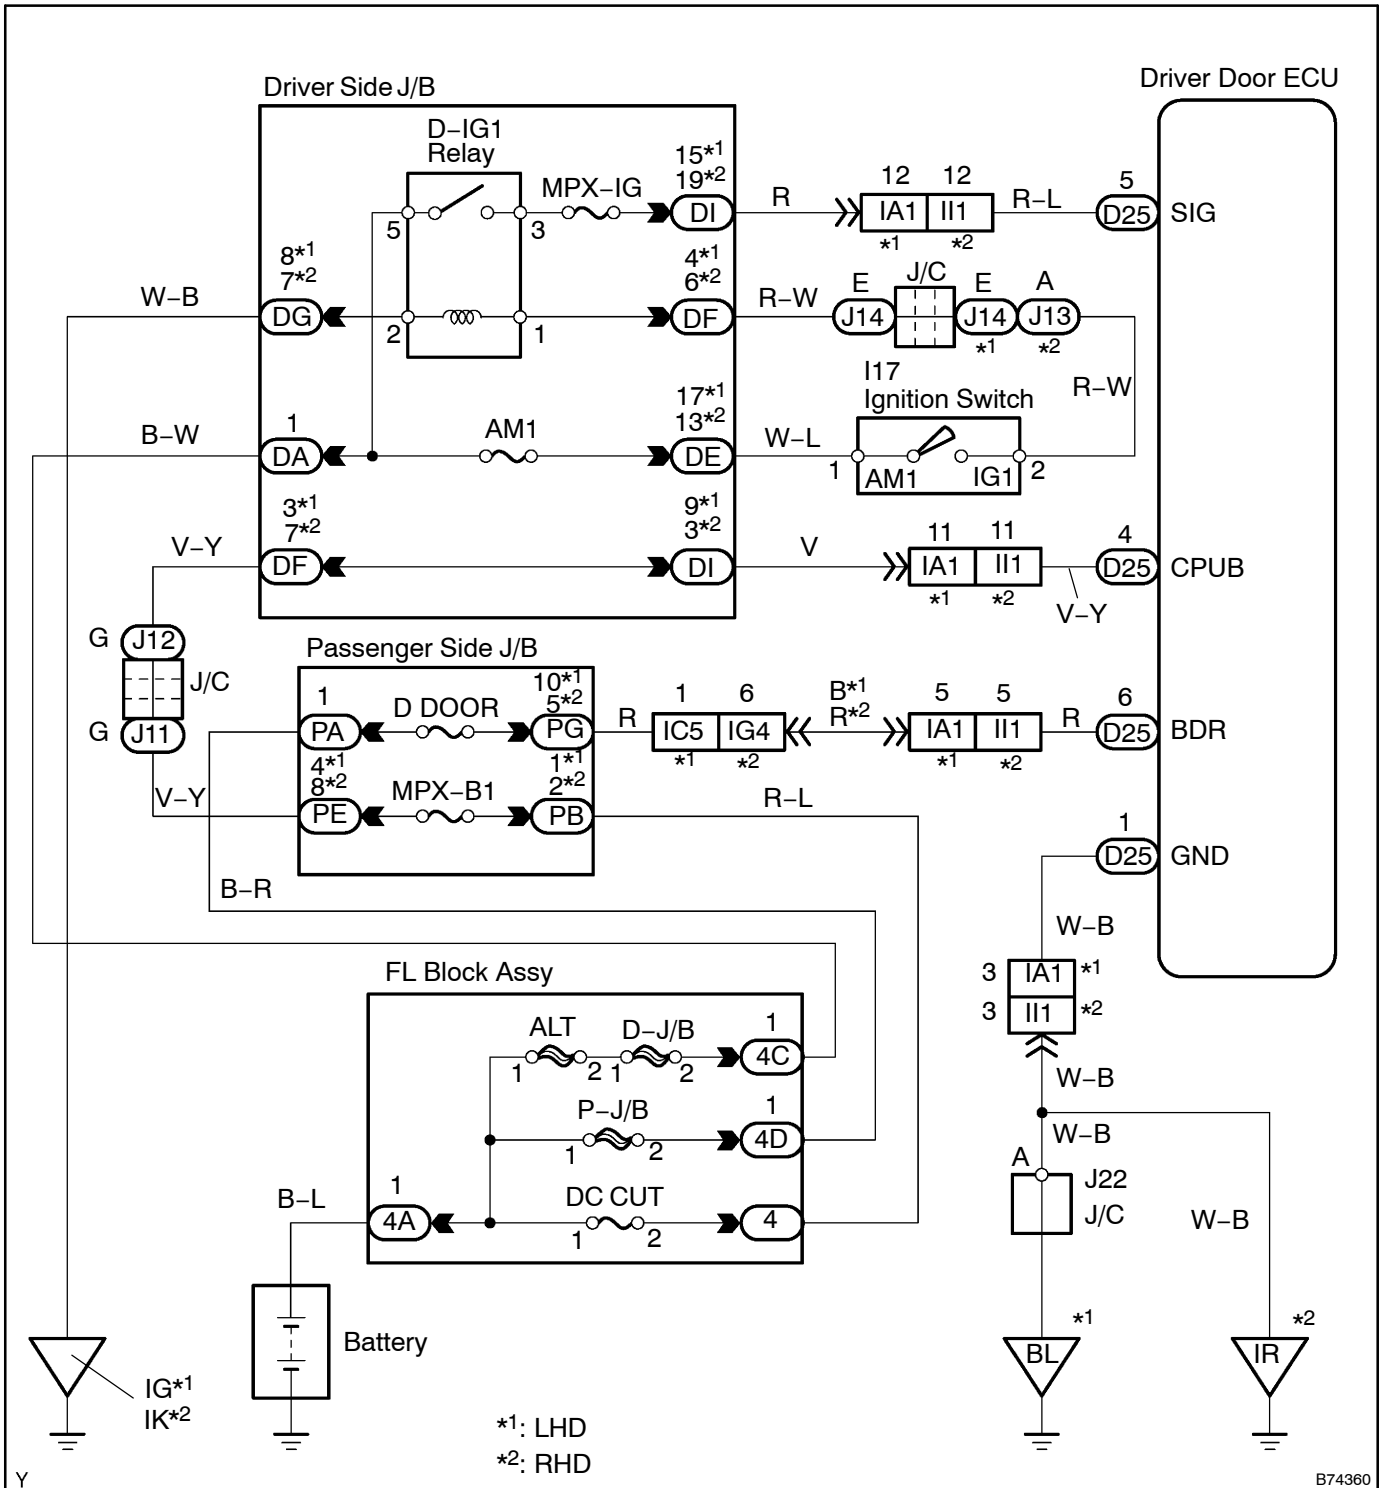 Driver Door ECU
Driver Side J/B
D-IG1
Relay
15*1
19*2
MPX-IG
5
3
DI
R
12
12
IA1
II1
*1
*2
R-L
5
D25
SIG
8*1
7*2
W-B
DG
2
1
4*1
6*2
DF
R-W
E
J14
J/C
E
J14
*1
A
J13
*2
R-W
I17
Ignition Switch
1
B-W
DA
AM1
17*1
13*2
DE
W-L
1
AM1
IG1
2
3*1
7*2
V-Y
DF
9*1
3*2
DI
V
11
11
IA1
II1
*1
*2
V-Y
4
D25
CPUB
G
J12
J/C
G
J11
V-Y
Passenger Side J/B
1
PA
D DOOR
10*1
5*2
PG
R
1
6
IC5
IG4
*1
*2
B*1
R*2
5
5
IA1
II1
*1
*2
R
6
D25
BDR
4*1
8*2
PE
MPX-B1
1*1
2*2
PB
R-L
1
D25
GND
B-R
W-B
3
IA1
*1
3
II1
*2
W-B
W-B
FL Block Assy
ALT
D-J/B
1
2
1
2
1
4C
P-J/B
1
2
1
4D
DC CUT
1
2
4
B-L
1
4A
A
J22
J/C
W-B
Battery
*1
BL
*2
IR
IG*1
IK*2
*1: LHD
*2: RHD
Y
B74360